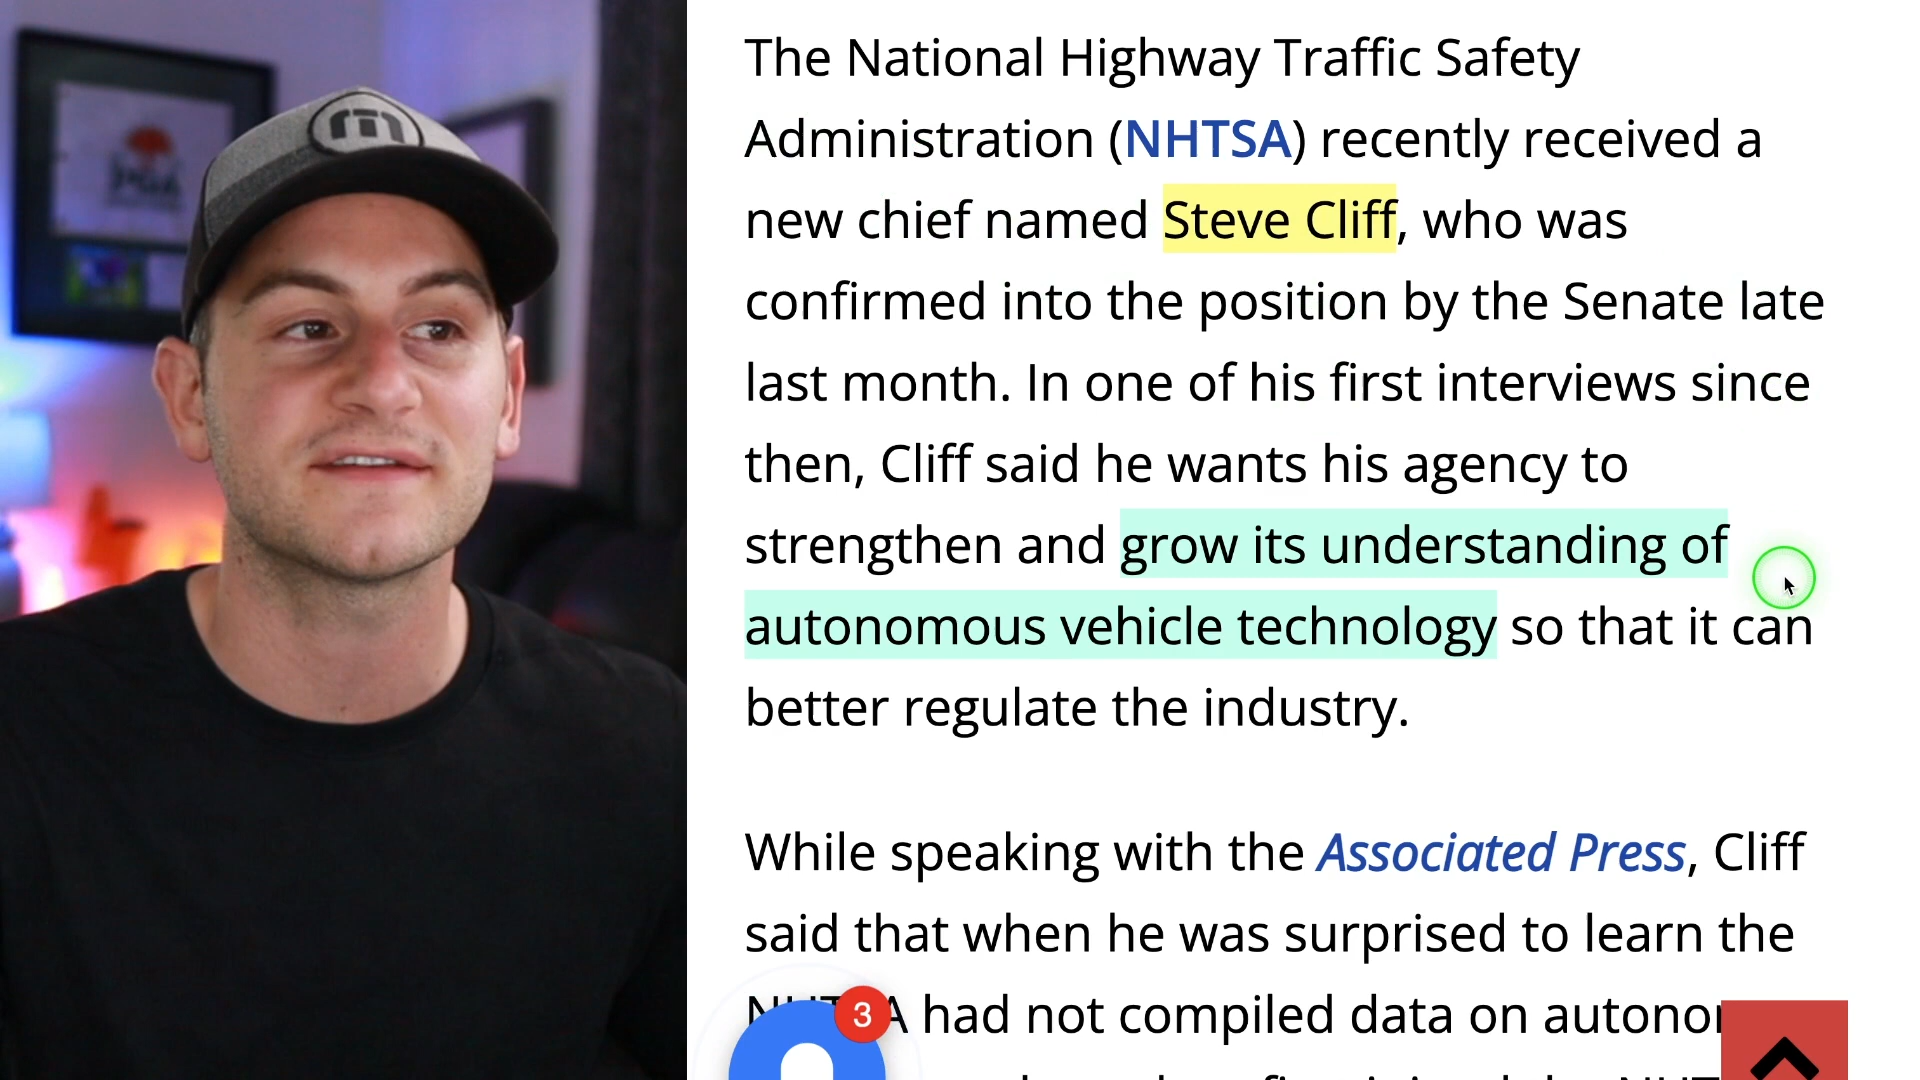 The National Highway Traffic Safety
Administration (NHTSA) recently received a
new chief named Steve Cliff, who was
confirmed into the position by the Senate late
last month. In one of his first interviews since
then, Cliff said he wants his agency to
strengthen and grow its understanding of
autonomous vehicle technology so that it can
better regulate the industry.
While speaking with the Associated Press, Cliff
said that when he was surprised to learn the
had not compiled data on
3